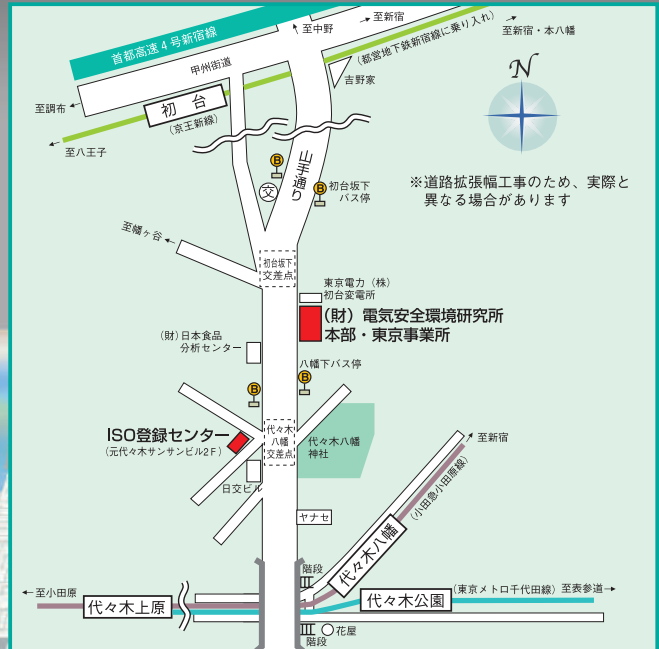 首都高速4号新宿線
至中野
至新宿
(都営地下鉄新宿線に乗り入れ)
至新宿・本八幡
甲州街道
吉野家
N
至調布
初台
(京王新線)
至八王子
※道路拡張幅工事のため、実際と
異なる場合があります
B
山手通り
交
B
初台坂下
バス停
至幡ヶ谷
初台坂下
交差点
東京電力(株)
初台変電所
(財)電気安全環境研究所
本部・東京事業所
(財)日本食品
分析センター
八幡下バス停
B
B
代々木
八幡
交差点
代々木八幡
神社
ISO登録センター
(元代々木サンサンビル2F)
至新宿
日交ビル
(小田急小田原線)
ヤナセ
代々木八幡
階段
至小田原
代々木上原
代々木公園
(東京メトロ千代田線)
至表参道
花屋
階段